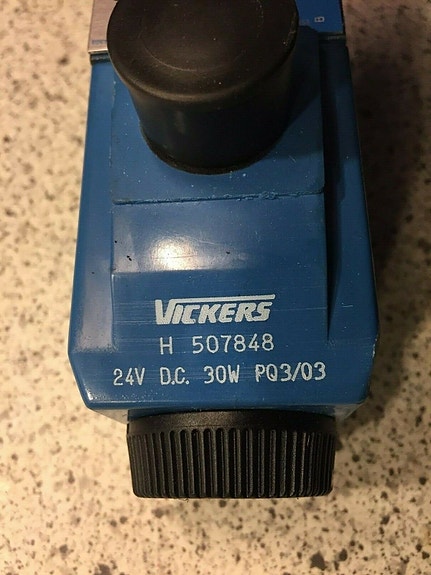 B
VICKERS
H 507848
24V D.C. 30W PQ3/03